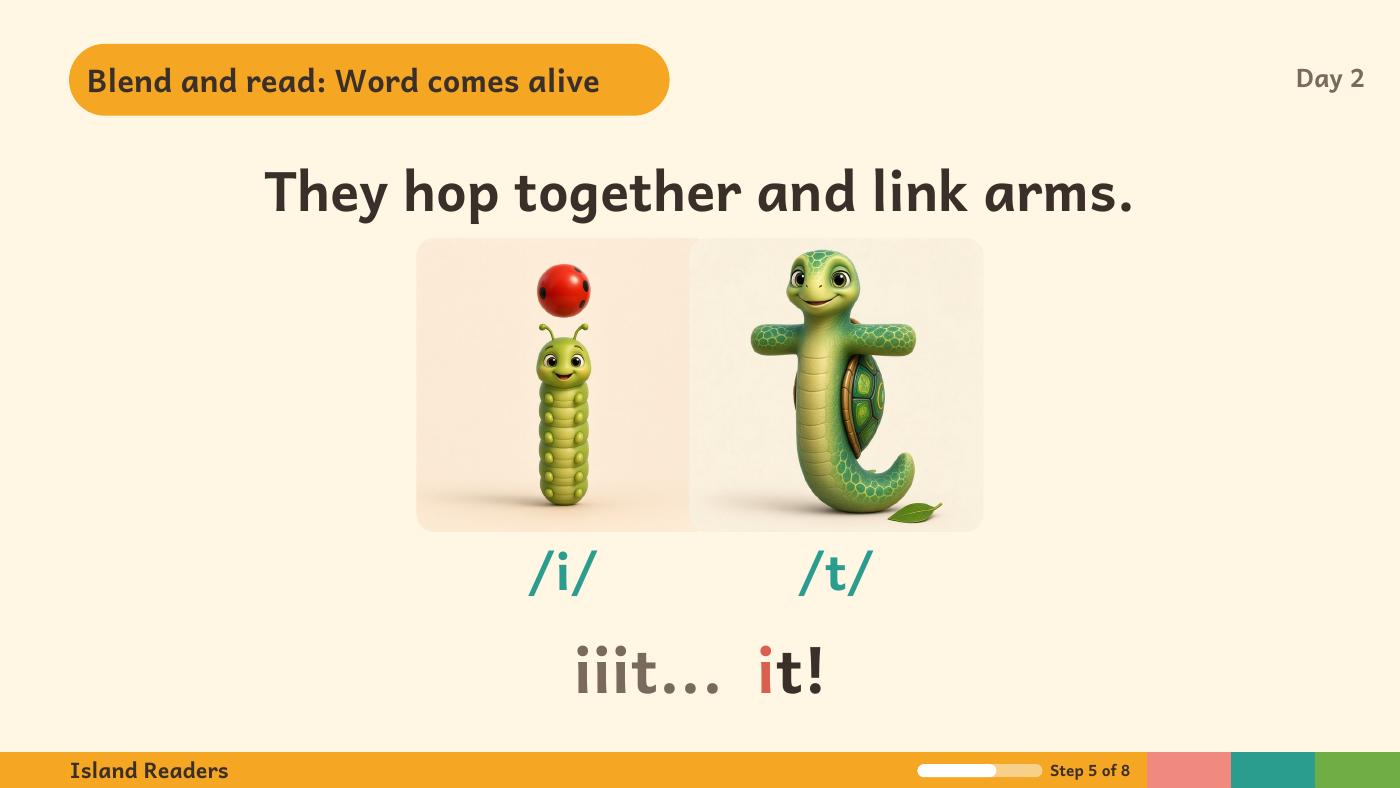 Blend and read: Word comes alive
Day 2
They hop together and link arms.
/i/ /t/
iiit... it!
Island Readers
Step 5 of 8